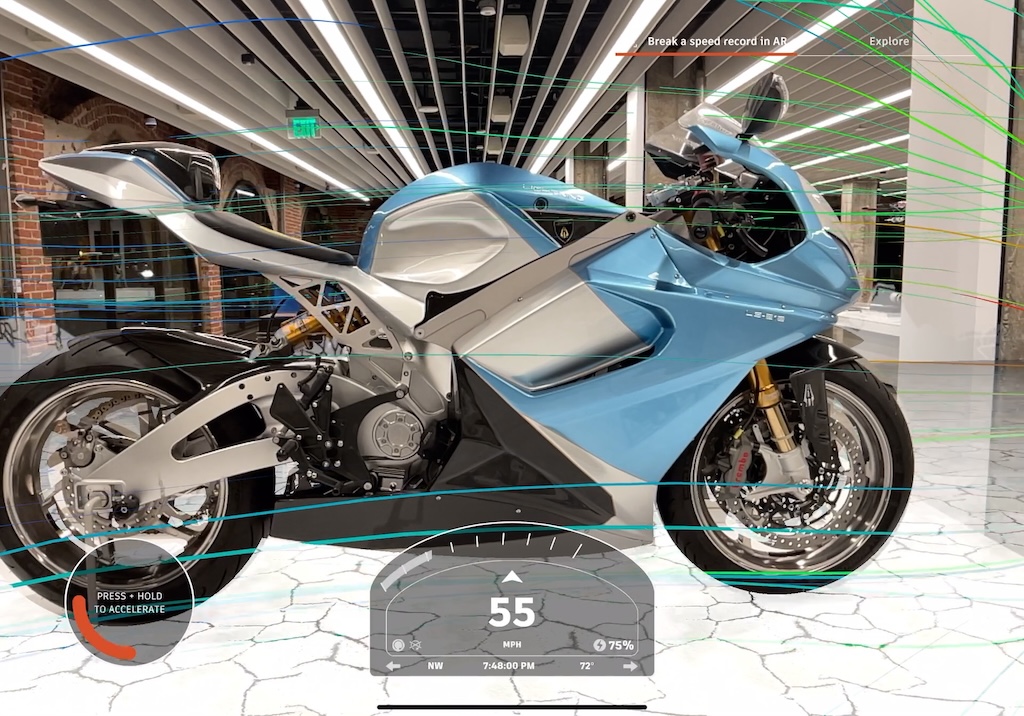 Break a speed record in AR
Explore
EXIT
LS-218
brembo
PRESS + HOLD
TO ACCELERATE
55
MPH
75%
NW
7:48:00 PM
72°